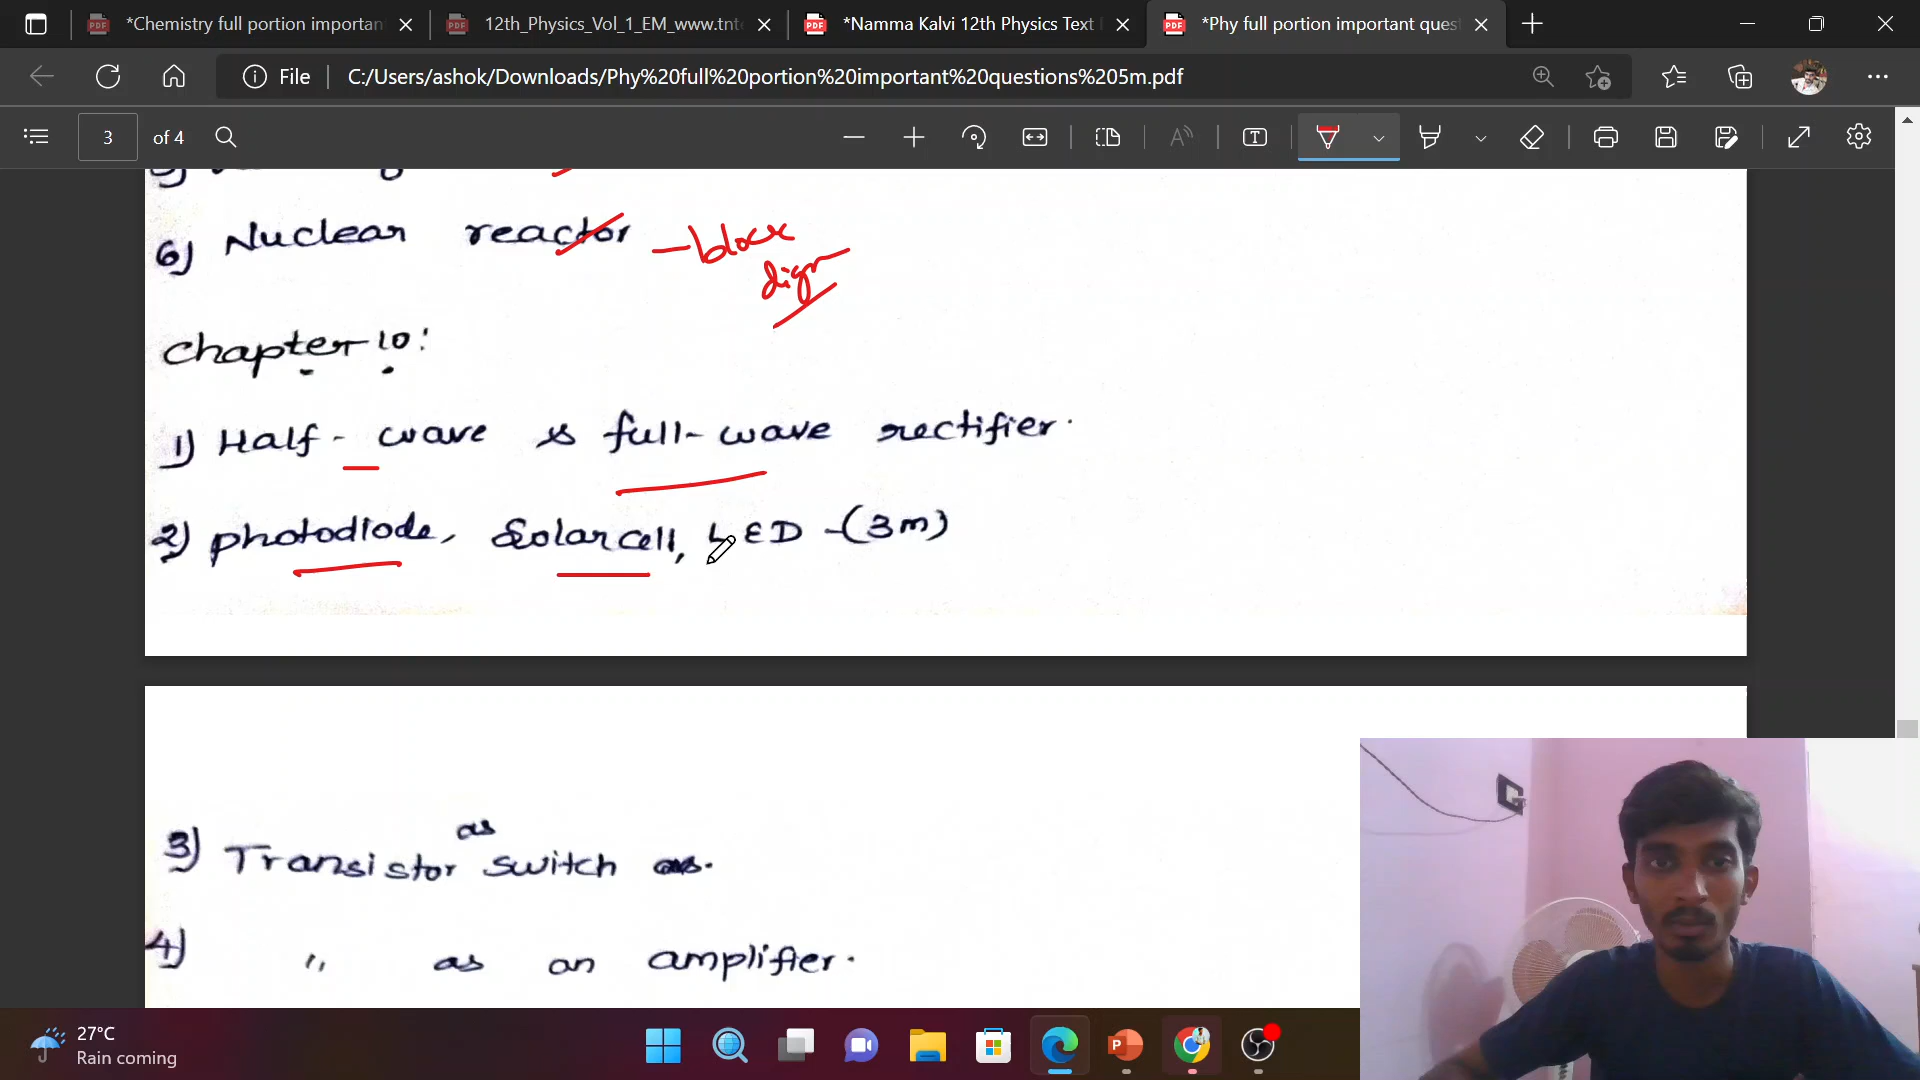 *Chemistry full portion importan
12th_Physics_Vol_1_EM_www.tnte
*Namma Kalvi 12th Physics Text
*Phy full portion important ques
File
C:/Users/ashok/Downloads/Phy%20full%20portion%20important%20questions%205m.pdf
3
of 4
6) Nuclear reactor
- block
digr
Chapter 10:
1) Half - wave & full-wave rectifier.
2) photodiode, Solar cell, LED - (3m)
as
3) Transistor switch as.
4) " as an amplifier.
G
27°C
Rain coming